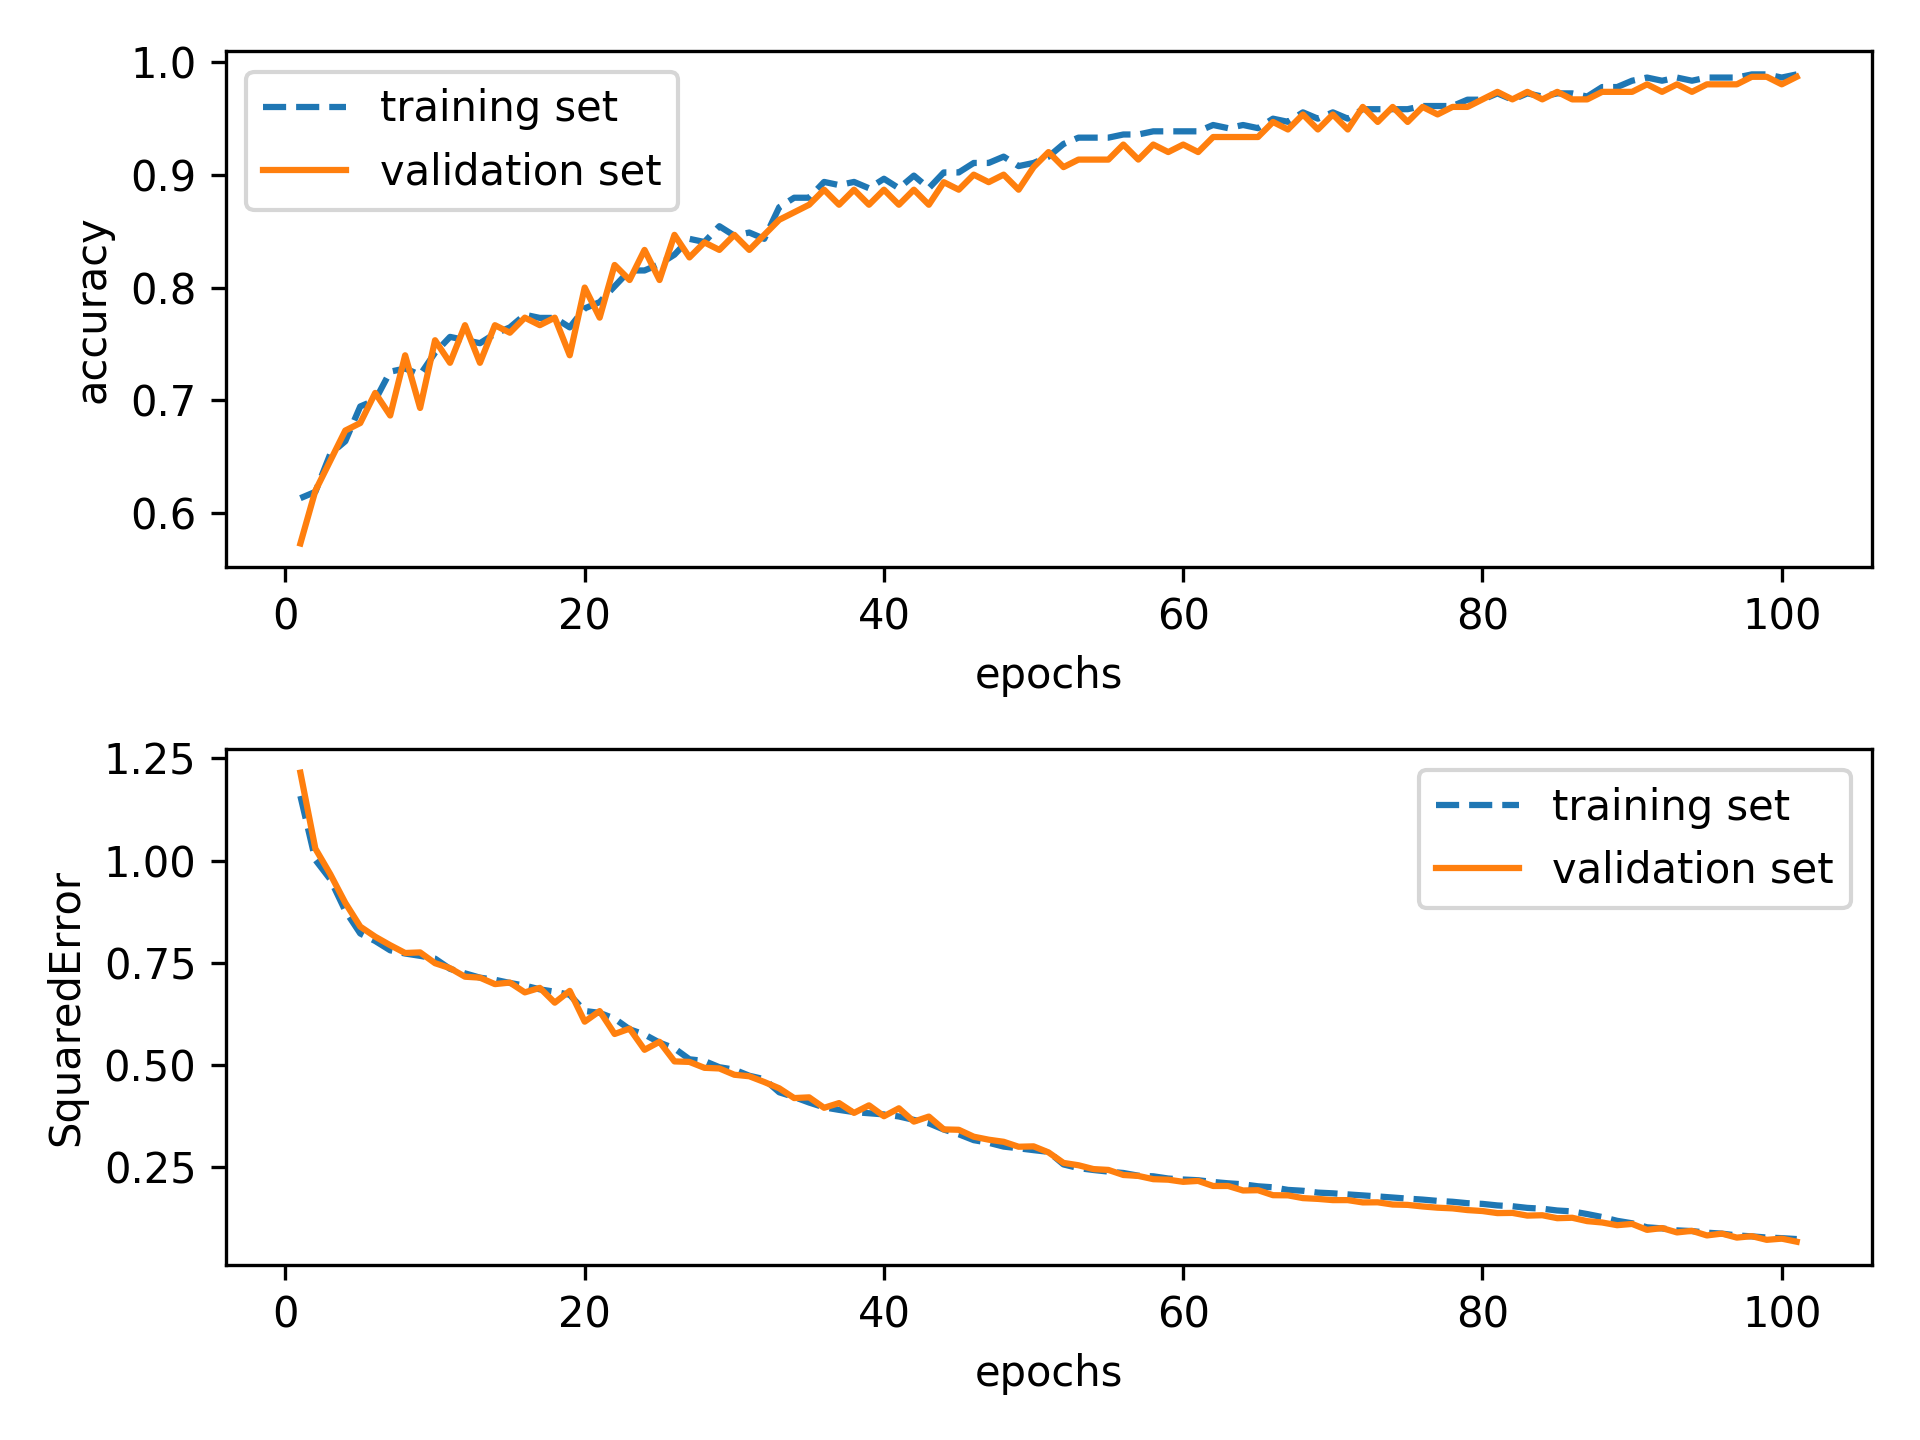 1.0
0.9
0.8
0.7
0.6
accuracy
training set
validation set
0 20 40 60 80 100
epochs
1.25
1.00
0.75
0.50
0.25
SquaredError
training set
validation set
0 20 40 60 80 100
epochs